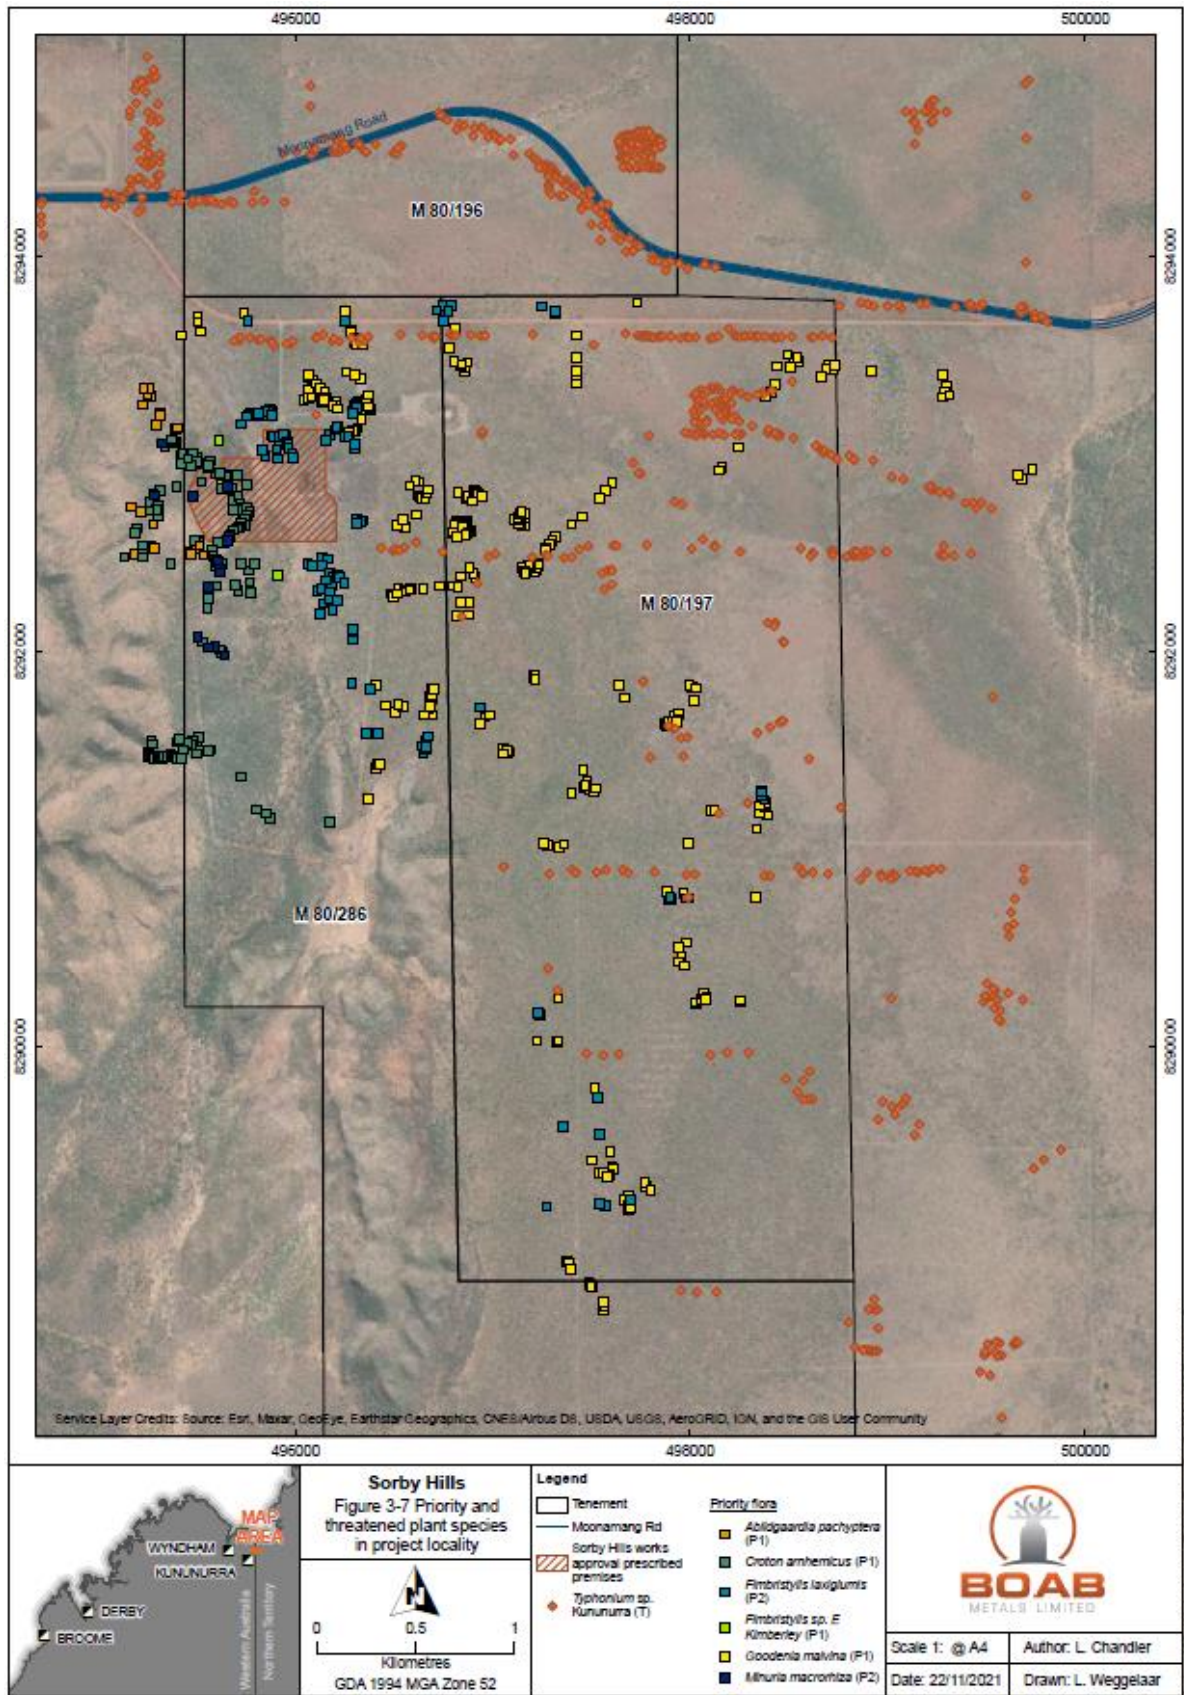 496000
498000
500000
Moonamang Road
M 80/196
8294000
8294000
M 80/197
8292000
8292000
M 80/286
8290000
8290000
Service Layer Credits: Source: Esri, Maxar, GeoEye, Earthstar Geographics, CNES/Airbus DS, USDA, USGS, AeroGRID, IGN, and the GIS User Community
496000
498000
500000
MAP
AREA
WYNDHAM
KUNUNURRA
DERBY
BROOME
Western Australia
Northern Territory
Sorby Hills
Figure 3-7 Priority and
threatened plant species
in project locality
N
0 0.5 1
Kilometres
GDA 1994 MGA Zone 52
Legend
Tenement
Moonamang Rd
Sorby Hills works
approval prescribed
premises
Typhonium sp.
Kununurra (T)
Priority flora
Abildgaardia pachyptera
(P1)
Croton arnhemicus (P1)
Fimbristylis laxiglumis
(P2)
Fimbristylis sp. E
Kimberley (P1)
Goodenia malvina (P1)
Minuria macrorhiza (P2)
BOAB
METALS LIMITED
Scale 1: @ A4
Author: L. Chandler
Date: 22/11/2021
Drawn: L. Weggelaar